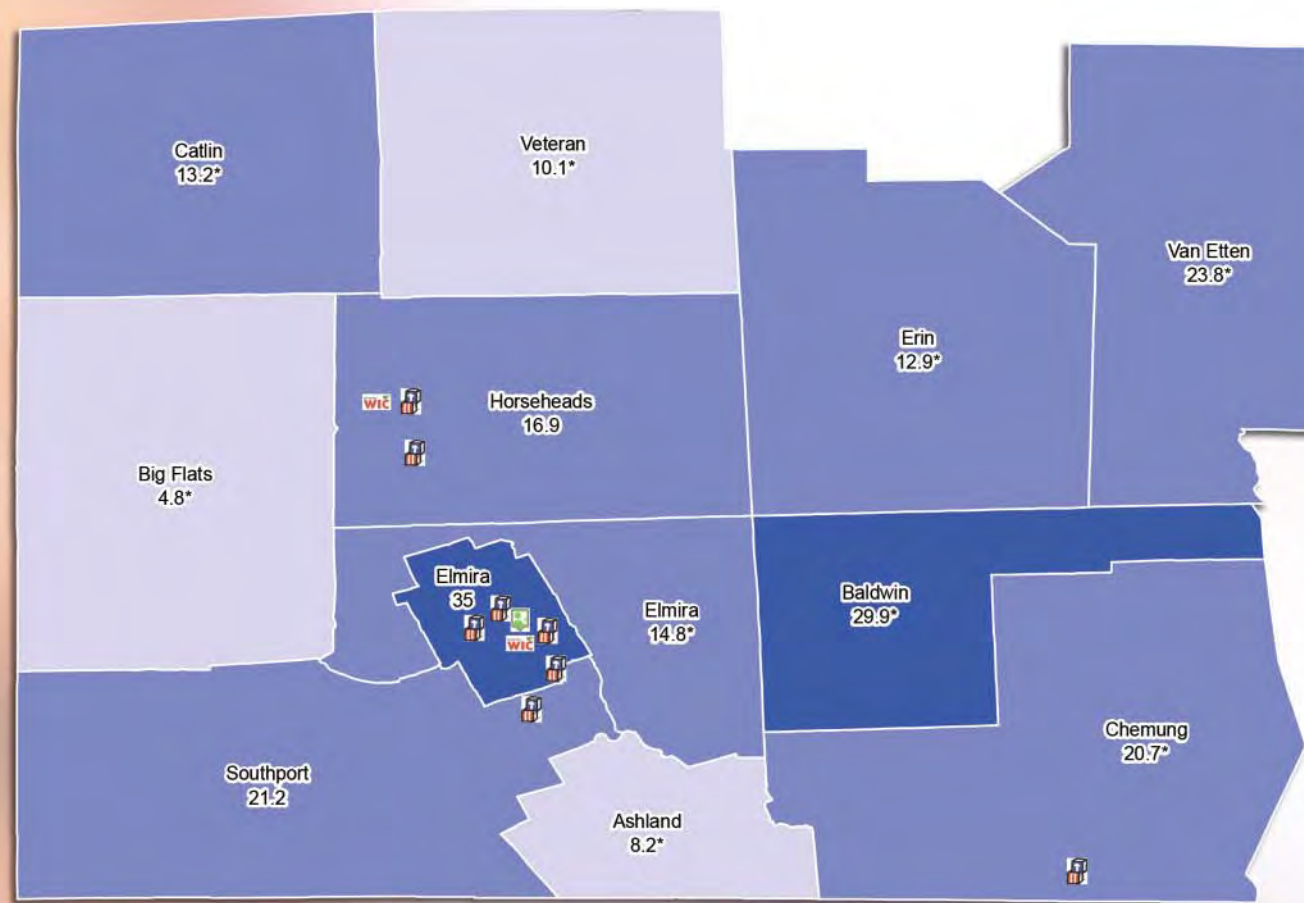 Catlin
13.2*
Veteran
10.1*
Van Etten
23.8*
Erin
12.9*
Horseheads
16.9
WIC
Big Flats
4.8*
Elmira
35
WIC
Elmira
14.8*
Baldwin
29.9*
Chemung
20.7*
Southport
21.2
Ashland
8.2*